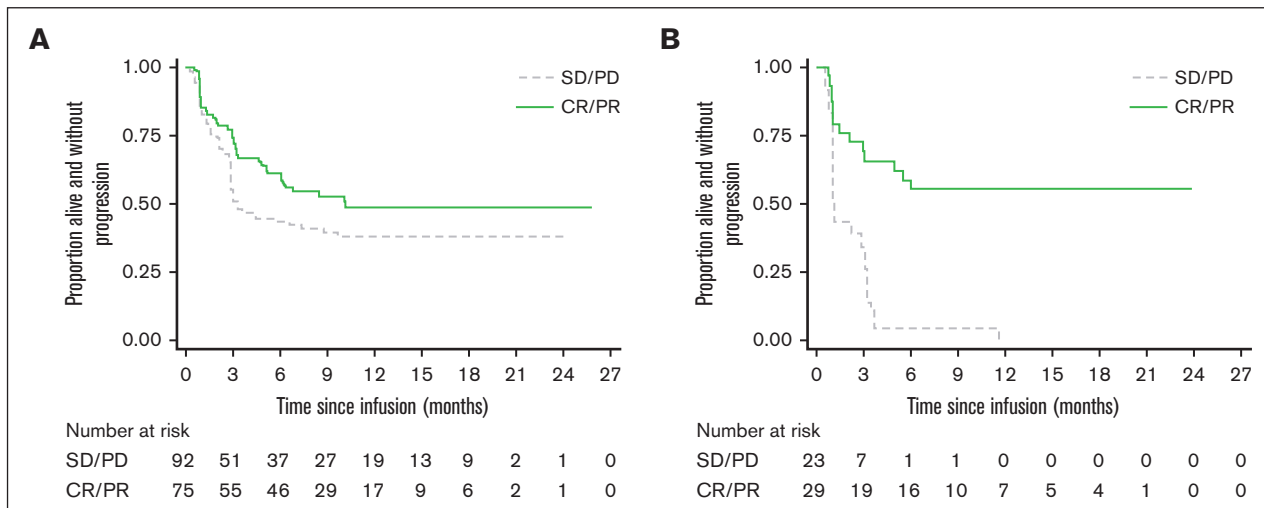 A
Proportion alive and without
progression
1.00
0.75
0.50
0.25
0.00
SD/PD
CR/PR
0 3 6 9 12 15 18 21 24 27
Time since infusion (months)
Number at risk
SD/PD 92 51 37 27 19 13 9 2 1 0
CR/PR 75 55 46 29 17 9 6 2 1 0
B
Proportion alive and without
progression
1.00
0.75
0.50
0.25
0.00
SD/PD
CR/PR
0 3 6 9 12 15 18 21 24 27
Time since infusion (months)
Number at risk
SD/PD 23 7 1 1 0 0 0 0 0 0
CR/PR 29 19 16 10 7 5 4 1 0 0